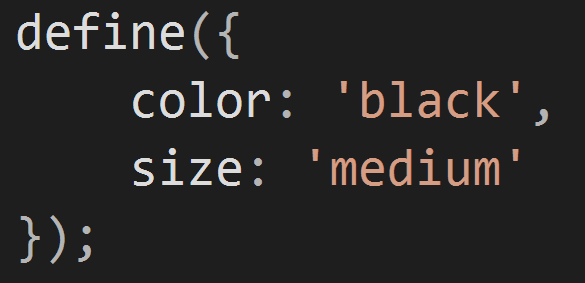 define({
    color: 'black',
    size: 'medium'
});